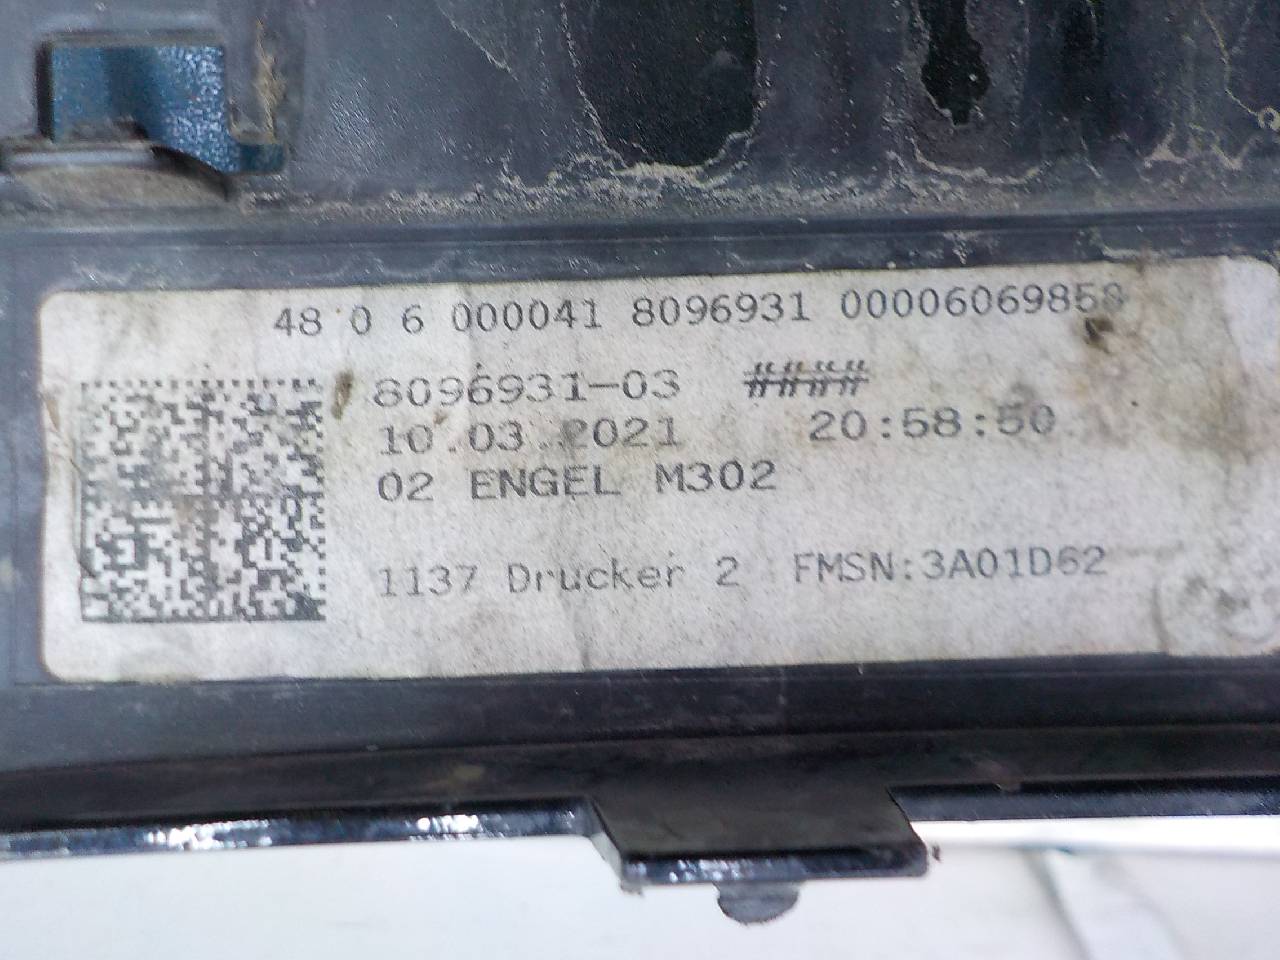 48 0 6 000041 8096931 00006069858
8096931-03 ####
10.03.2021 20:58:50
02 ENGEL M302
1137 Drucker 2 FMSN:3A01D62